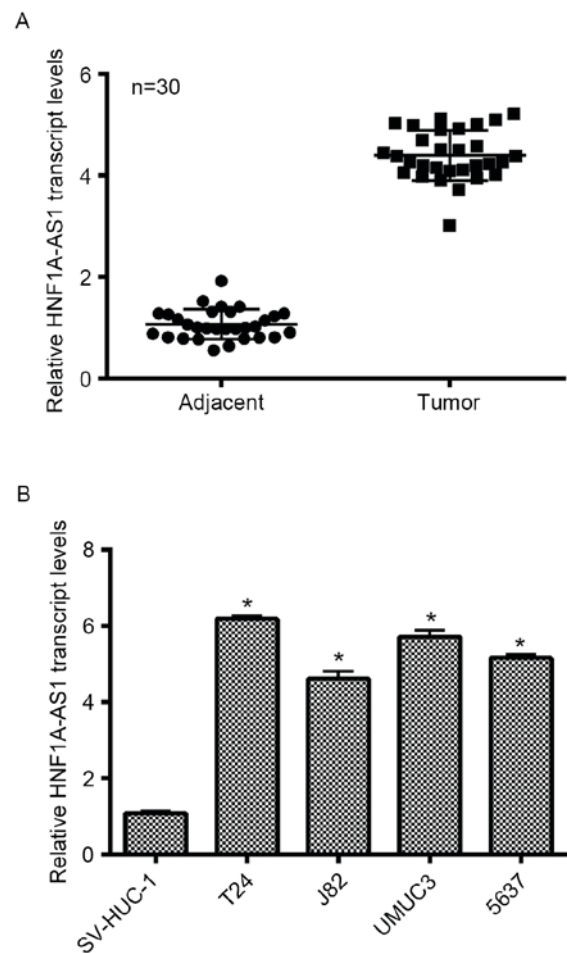 A
Relative HNF1A-AS1 transcript levels
6
4
2
0
n=30
Adjacent Tumor
B
Relative HNF1A-AS1 transcript levels
8
6
4
2
0
* * * *
SV-HUC-1 T24 J82 UMUC3 5637